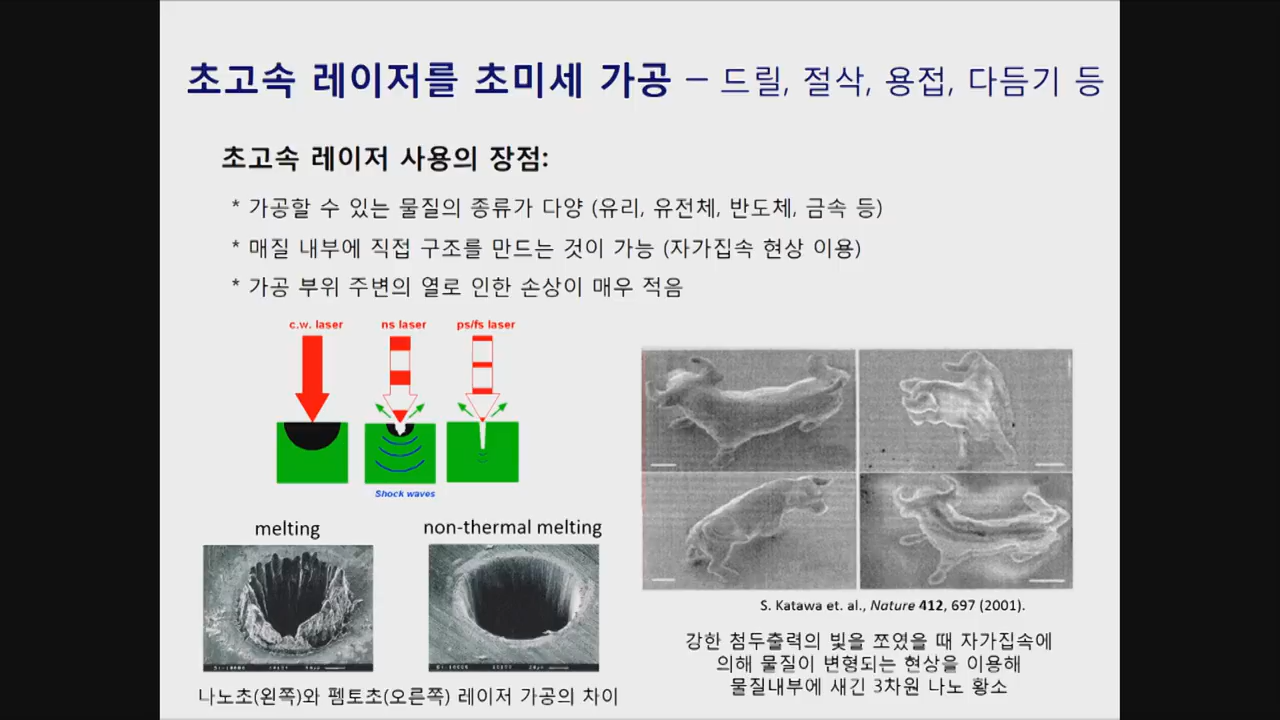 초고속 레이저를 초미세 가공 – 드릴, 절삭, 용접, 다듬기 등
초고속 레이저 사용의 장점:
* 가공할 수 있는 물질의 종류가 다양 (유리, 유전체, 반도체, 금속 등)
* 매질 내부에 직접 구조를 만드는 것이 가능 (자가집속 현상 이용)
* 가공 부위 주변의 열로 인한 손상이 매우 적음
c.w. laser ns laser ps/fs laser
Shock waves
melting non-thermal melting
나노초(왼쪽)와 펨토초(오른쪽) 레이저 가공의 차이
S. Katawa et. al., Nature 412, 697 (2001).
강한 첨두출력의 빛을 쪼였을 때 자가집속에
의해 물질이 변형되는 현상을 이용해
물질내부에 새긴 3차원 나노 황소